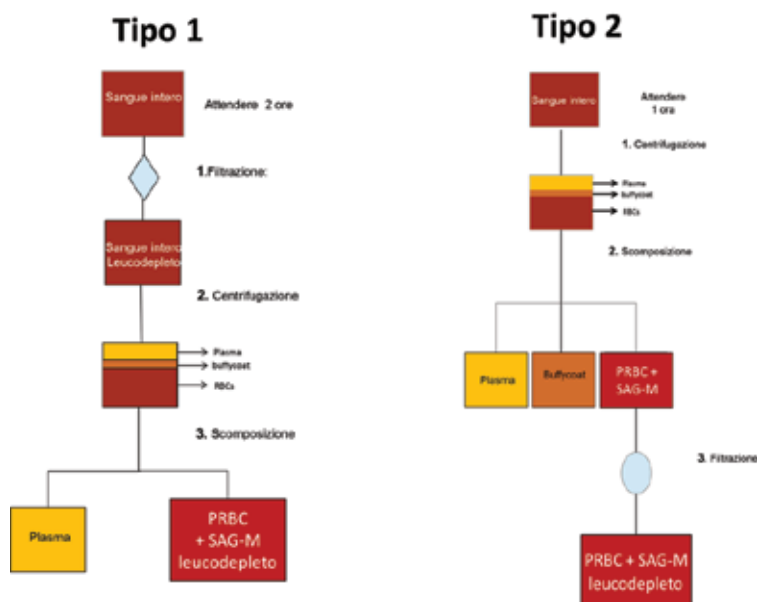 Tipo 1
Sangue intero
Attendere 2 ore
1.Filtrazione:
Sangue intero
Leucodepleto
2. Centrifugazione
Plasma
buffycoat
RBCs
3. Scomposizione
Plasma
PRBC
+ SAG-M
leucodepleto
Tipo 2
Sangue intero
Attendere
1 ora
1. Centrifugazione
Plasma
buffycoat
RBCs
2. Scomposizione
Plasma
Buffycoat
PRBC +
SAG-M
3. Filtrazione
PRBC + SAG-M
leucodepleto